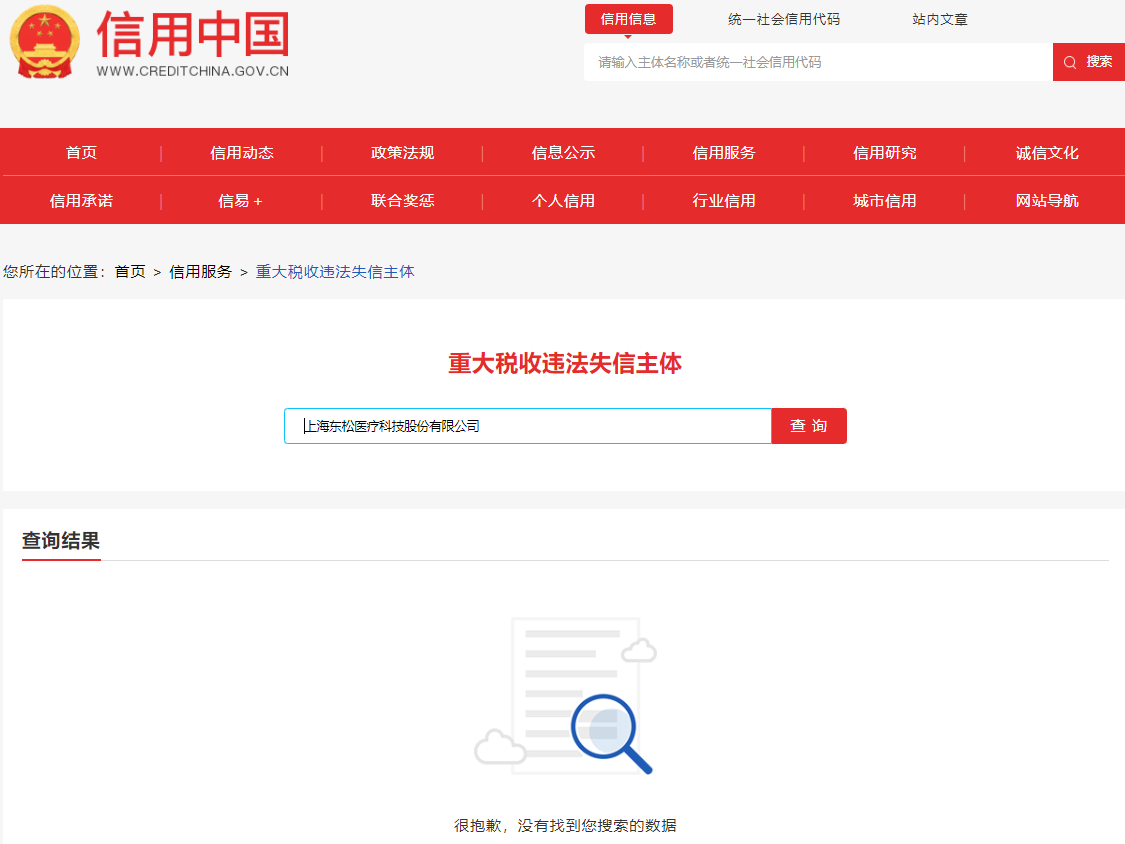 信用中国
WWW.CREDITCHINA.GOV.CN
信用信息 统一社会信用代码 站内文章
请输入主体名称或者统一社会信用代码 搜索
首页 信用动态 政策法规 信息公示 信用服务 信用研究 诚信文化
信用承诺 信易+ 联合奖惩 个人信用 行业信用 城市信用 网站导航
您所在的位置：首页 > 信用服务 > 重大税收违法失信主体
重大税收违法失信主体
上海东松医疗科技股份有限公司 查询
查询结果
很抱歉，没有找到您搜索的数据